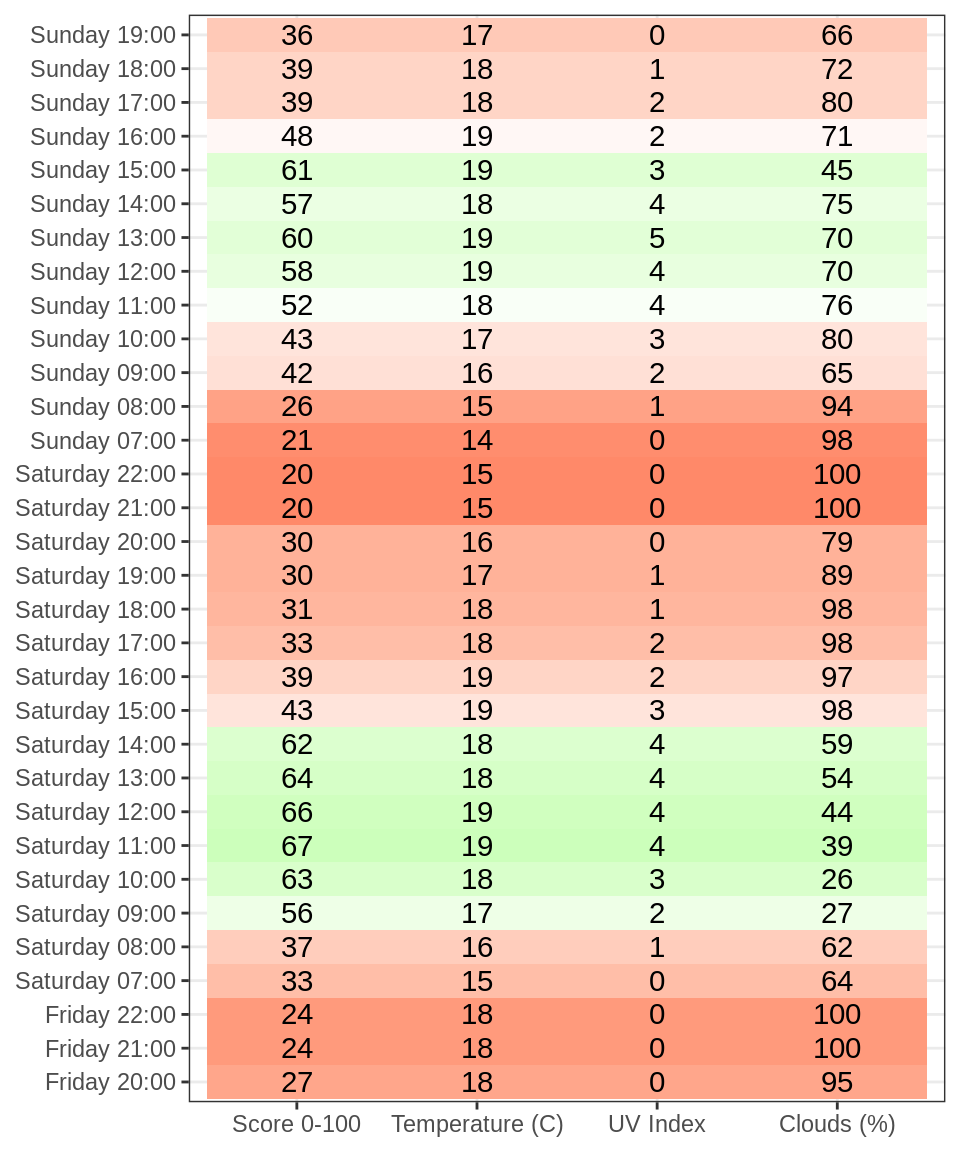 Sunday 19:00 36 17 0 66
Sunday 18:00 39 18 1 72
Sunday 17:00 39 18 2 80
Sunday 16:00 48 19 2 71
Sunday 15:00 61 19 3 45
Sunday 14:00 57 18 4 75
Sunday 13:00 60 19 5 70
Sunday 12:00 58 19 4 70
Sunday 11:00 52 18 4 76
Sunday 10:00 43 17 3 80
Sunday 09:00 42 16 2 65
Sunday 08:00 26 15 1 94
Sunday 07:00 21 14 0 98
Saturday 22:00 20 15 0 100
Saturday 21:00 20 15 0 100
Saturday 20:00 30 16 0 79
Saturday 19:00 30 17 1 89
Saturday 18:00 31 18 1 98
Saturday 17:00 33 18 2 98
Saturday 16:00 39 19 2 97
Saturday 15:00 43 19 3 98
Saturday 14:00 62 18 4 59
Saturday 13:00 64 18 4 54
Saturday 12:00 66 19 4 44
Saturday 11:00 67 19 4 39
Saturday 10:00 63 18 3 26
Saturday 09:00 56 17 2 27
Saturday 08:00 37 16 1 62
Saturday 07:00 33 15 0 64
Friday 22:00 24 18 0 100
Friday 21:00 24 18 0 100
Friday 20:00 27 18 0 95
Score 0-100 Temperature (C) UV Index Clouds (%)